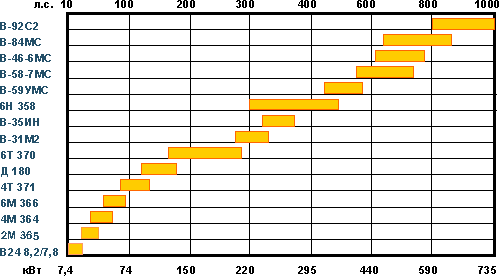 л.с. 10 100 200 300 400 600 800 1000
В-92С2
В-84МС
В-46-6МС
В-58-7МС
В-59УМС
6Н 358
В-35ИН
В-31М2
6Т 370
Д 180
4Т 371
6М 366
4М 364
2М 365
В24 8,2/7,8
кВт 7,4 74 150 220 295 440 590 735